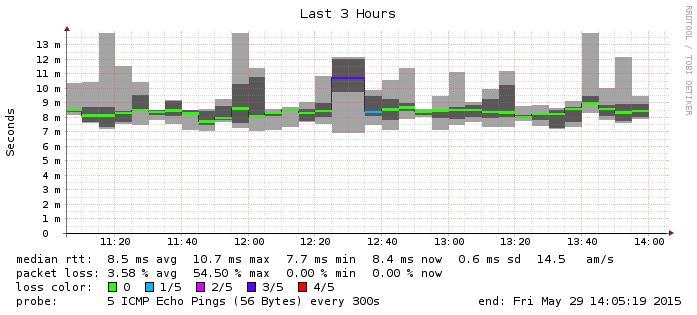 Last 3 Hours
RRDTOOL / TOBI OETIKER
Seconds
13 m
12 m
11 m
10 m
9 m
8 m
7 m
6 m
5 m
4 m
3 m
2 m
1 m
0
11:20 11:40 12:00 12:20 12:40 13:00 13:20 13:40 14:00
median rtt: 8.5 ms avg 10.7 ms max 7.7 ms min 8.4 ms now 0.6 ms sd 14.5 am/s
packet loss: 3.58 % avg 54.50 % max 0.00 % min 0.00 % now
loss color: 0 1/5 2/5 3/5 4/5
probe: 5 ICMP Echo Pings (56 Bytes) every 300s end: Fri May 29 14:05:19 2015